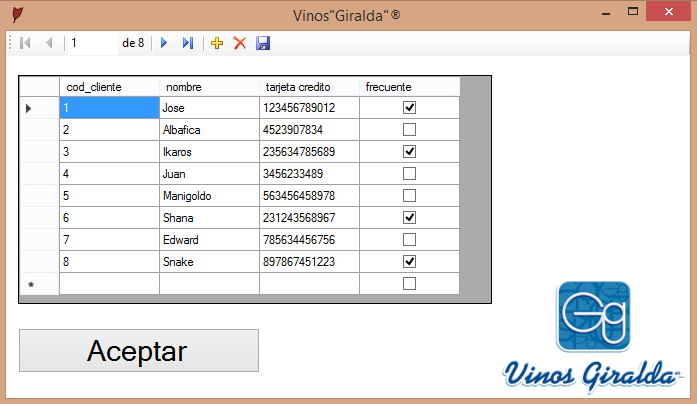 Vinos"Giralda"®
1 de 8
cod_cliente nombre tarjeta credito frecuente
1 Jose 123456789012
2 Albafica 4523907834
3 Ikaros 235634785689
4 Juan 3456233489
5 Manigoldo 563456458978
6 Shana 231243568967
7 Edward 785634456756
8 Snake 897867451223
*
Aceptar
Gg
Vinos Giralda